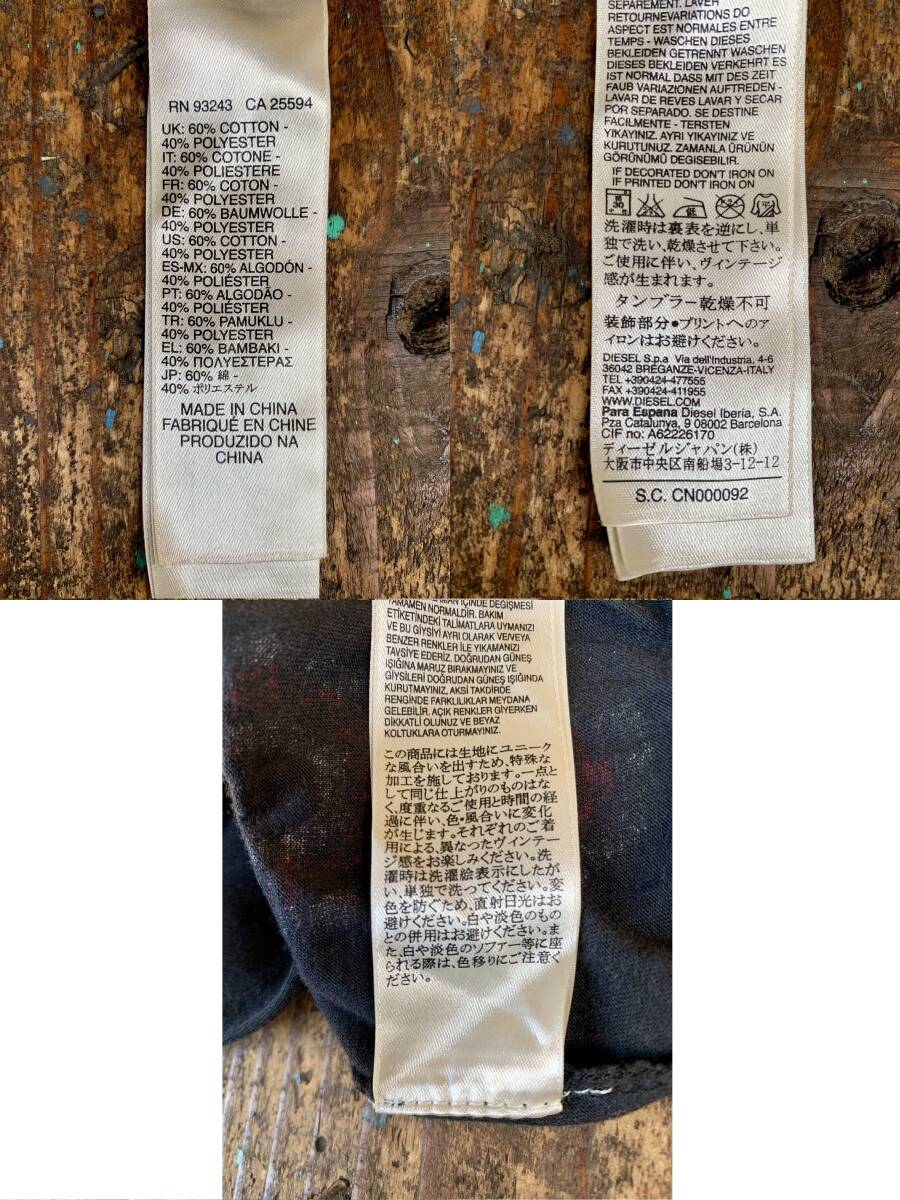 RN 93243 CA 25594
UK: 60% COTTON -
40% POLYESTER
IT: 60% COTONE -
40% POLIESTERE
FR: 60% COTON -
40% POLYESTER
DE: 60% BAUMWOLLE -
40% POLYESTER
US: 60% COTTON -
40% POLYESTER
ES-MX: 60% ALGODÓN -
40% POLIÉSTER
PT: 60% ALGODÃO -
40% POLIÉSTER
TR: 60% PAMUKLU -
40% POLYESTER
EL: 60% BAMBAKI -
40% ΠΟΛΥΕΣΤΕΡΑΣ
JP: 60% 綿 -
40% ポリエステル
MADE IN CHINA
FABRIQUÉ EN CHINE
PRODUZIDO NA
CHINA
SÉPARÉMENT. LAVER
RETOURNEVARIATIONS DO
ASPECT EST NORMALES ENTRE
TEMPS - WASCHEN DIESES
BEKLEIDEN GETRENNT WASCHEN
DIESES BEKLEIDEN VERKEHRT ES
IST NORMAL DASS MIT DES ZEIT
FAUB VARIAZIONEN AUFTREDEN -
LAVAR DE REVES LAVAR Y SECAR
POR SEPARADO. SE DESTINE
FACILMENTE - TERSTEN
YIKAYINIZ. AYRI YIKAYINIZ VE
KURUTUNUZ. ZAMANLA ÜRÜNÜN
GÖRÜNÜMÜ DEGISEBILIR.
IF DECORATED DON'T IRON ON
IF PRINTED DON'T IRON ON
洗濯時は裏表を逆にし、単
独で洗い、乾燥させて下さい。
ご使用に伴い、ヴィンテージ
感が生まれます。
タンブラー乾燥不可
装飾部分●プリントへのア
イロンはお避けください。
DIESEL S.p.a Via dell'Industria, 4-6
36042 BREGANZE-VICENZA-ITALY
TEL +390424-477555
FAX +390424-411955
WWW.DIESEL.COM
Para Espana Diesel Iberia, S.A.
Pza Catalunya, 9 08002 Barcelona
CIF no: A62226170
ディーゼルジャパン(株)
大阪市中央区南船場3-12-12
S.C. CN000092
İÇİNDE DEĞİŞMESİ
TAMAMEN NORMALDİR. BAKIM
ETİKETİNDEKİ TALİMATLARA UYMANIZI
VE BU GİYSİYİ AYRI OLARAK VE/VEYA
BENZER RENKLER İLE YIKAMANIZI
TAVSİYE EDERİZ. DOĞRUDAN GÜNEŞ
IŞIĞINA MARUZ BIRAKMAYINIZ VE
GİYSİLERİ DOĞRUDAN GÜNEŞ IŞIĞINDA
KURUTMAYINIZ, AKSİ TAKDİRDE
RENGİNDE FARKLILIKLAR MEYDANA
GELEBİLİR. AÇIK RENKLER GİYERKEN
DİKKATLİ OLUNUZ VE BEYAZ
KOLTUKLARA OTURMAYINIZ.
この商品には生地にユニーク
な風合いを出すため、特殊な
加工を施しております。一点と
して同じ仕上がりのものはな
く、度重なるご使用と時間の経
過に伴い、色•風合いに変化
が生じます。それぞれのご着
用による、異なったヴィンテー
ジ感をお楽しみください。洗
濯時は洗濯絵表示にしたが
い、単独で洗ってください。変
色を防ぐため、直射日光はお
避けください。白や淡色のもの
との併用はお避けください。ま
た、白や淡色のソファー等に座
られる際は、色移りにご注意く
ださい。